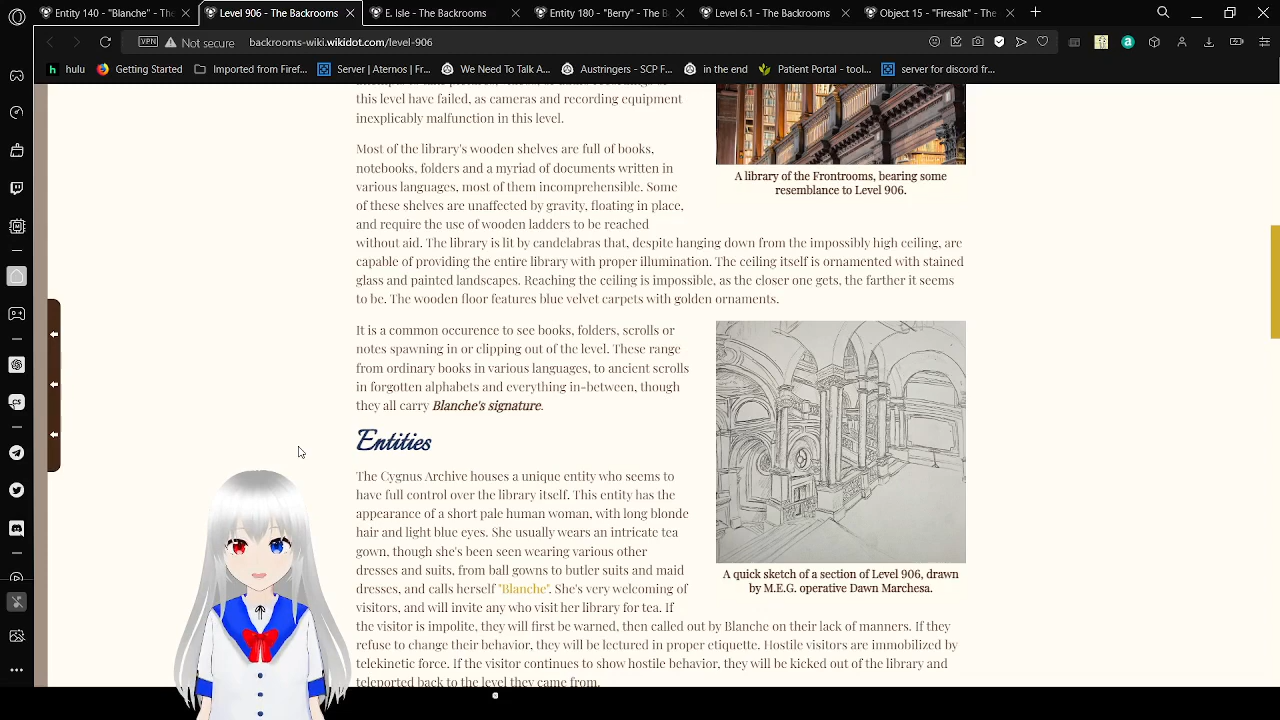 Entity 140 - "Blanche" - The
Level 906 - The Backrooms
E. Isle - The Backrooms
Entity 180 - "Berry" - The B
Level 6.1 - The Backrooms
Object 15 - "Firesalt" - The
VPN Not secure backrooms-wiki.wikidot.com/level-906
hulu Getting Started Imported from Firef... Server | Aternos | Fr... We Need To Talk A... Austringers - SCP F... in the end Patient Portal - tool... server for discord fr...
this level have failed, as cameras and recording equipment
inexplicably malfunction in this level.
Most of the library's wooden shelves are full of books,
notebooks, folders and a myriad of documents written in
various languages, most of them incomprehensible. Some
of these shelves are unaffected by gravity, floating in place,
and require the use of wooden ladders to be reached
without aid. The library is lit by candelabras that, despite hanging down from the impossibly high ceiling, are
capable of providing the entire library with proper illumination. The ceiling itself is ornamented with stained
glass and painted landscapes. Reaching the ceiling is impossible, as the closer one gets, the farther it seems
to be. The wooden floor features blue velvet carpets with golden ornaments.
A library of the Frontrooms, bearing some
resemblance to Level 906.
It is a common occurence to see books, folders, scrolls or
notes spawning in or clipping out of the level. These range
from ordinary books in various languages, to ancient scrolls
in forgotten alphabets and everything in-between, though
they all carry Blanche's signature.
Entities
The Cygnus Archive houses a unique entity who seems to
have full control over the library itself. This entity has the
appearance of a short pale human woman, with long blonde
hair and light blue eyes. She usually wears an intricate tea
gown, though she's been seen wearing various other
dresses and suits, from ball gowns to butler suits and maid
dresses, and calls herself "Blanche". She's very welcoming of
visitors, and will invite any who visit her library for tea. If
the visitor is impolite, they will first be warned, then called out by Blanche on their lack of manners. If they
refuse to change their behavior, they will be lectured in proper etiquette. Hostile visitors are immobilized by
telekinetic force. If the visitor continues to show hostile behavior, they will be kicked out of the library and
teleported back to the level they came from.
A quick sketch of a section of Level 906, drawn
by M.E.G. operative Dawn Marchesa.